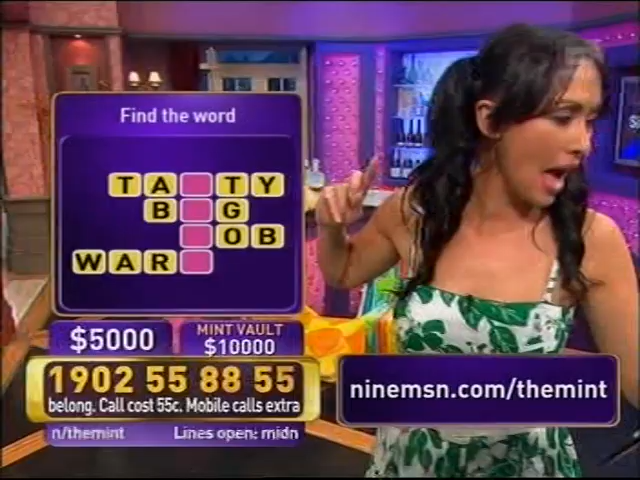 Find the word
TA TY
B G
OB
WAR
$5000
MINT VAULT
$10000
1902 55 88 55
belong. Call cost 55c. Mobile calls extra
n/themint Lines open: midn
ninemsn.com/themint